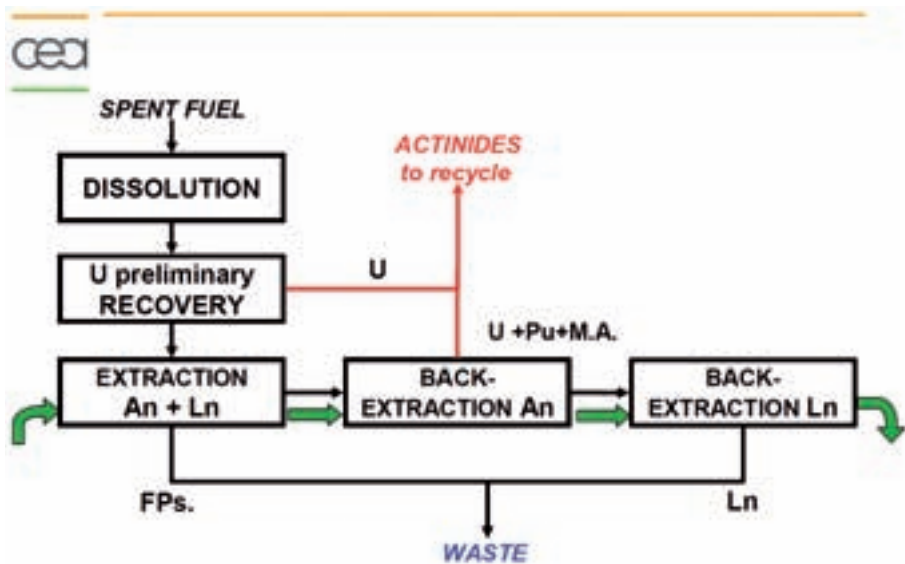 cea
SPENT FUEL
ACTINIDES
to recycle
DISSOLUTION
U preliminary
RECOVERY
U
U +Pu+M.A.
EXTRACTION
An + Ln
BACK-
EXTRACTION An
BACK-
EXTRACTION Ln
FPs.
Ln
WASTE